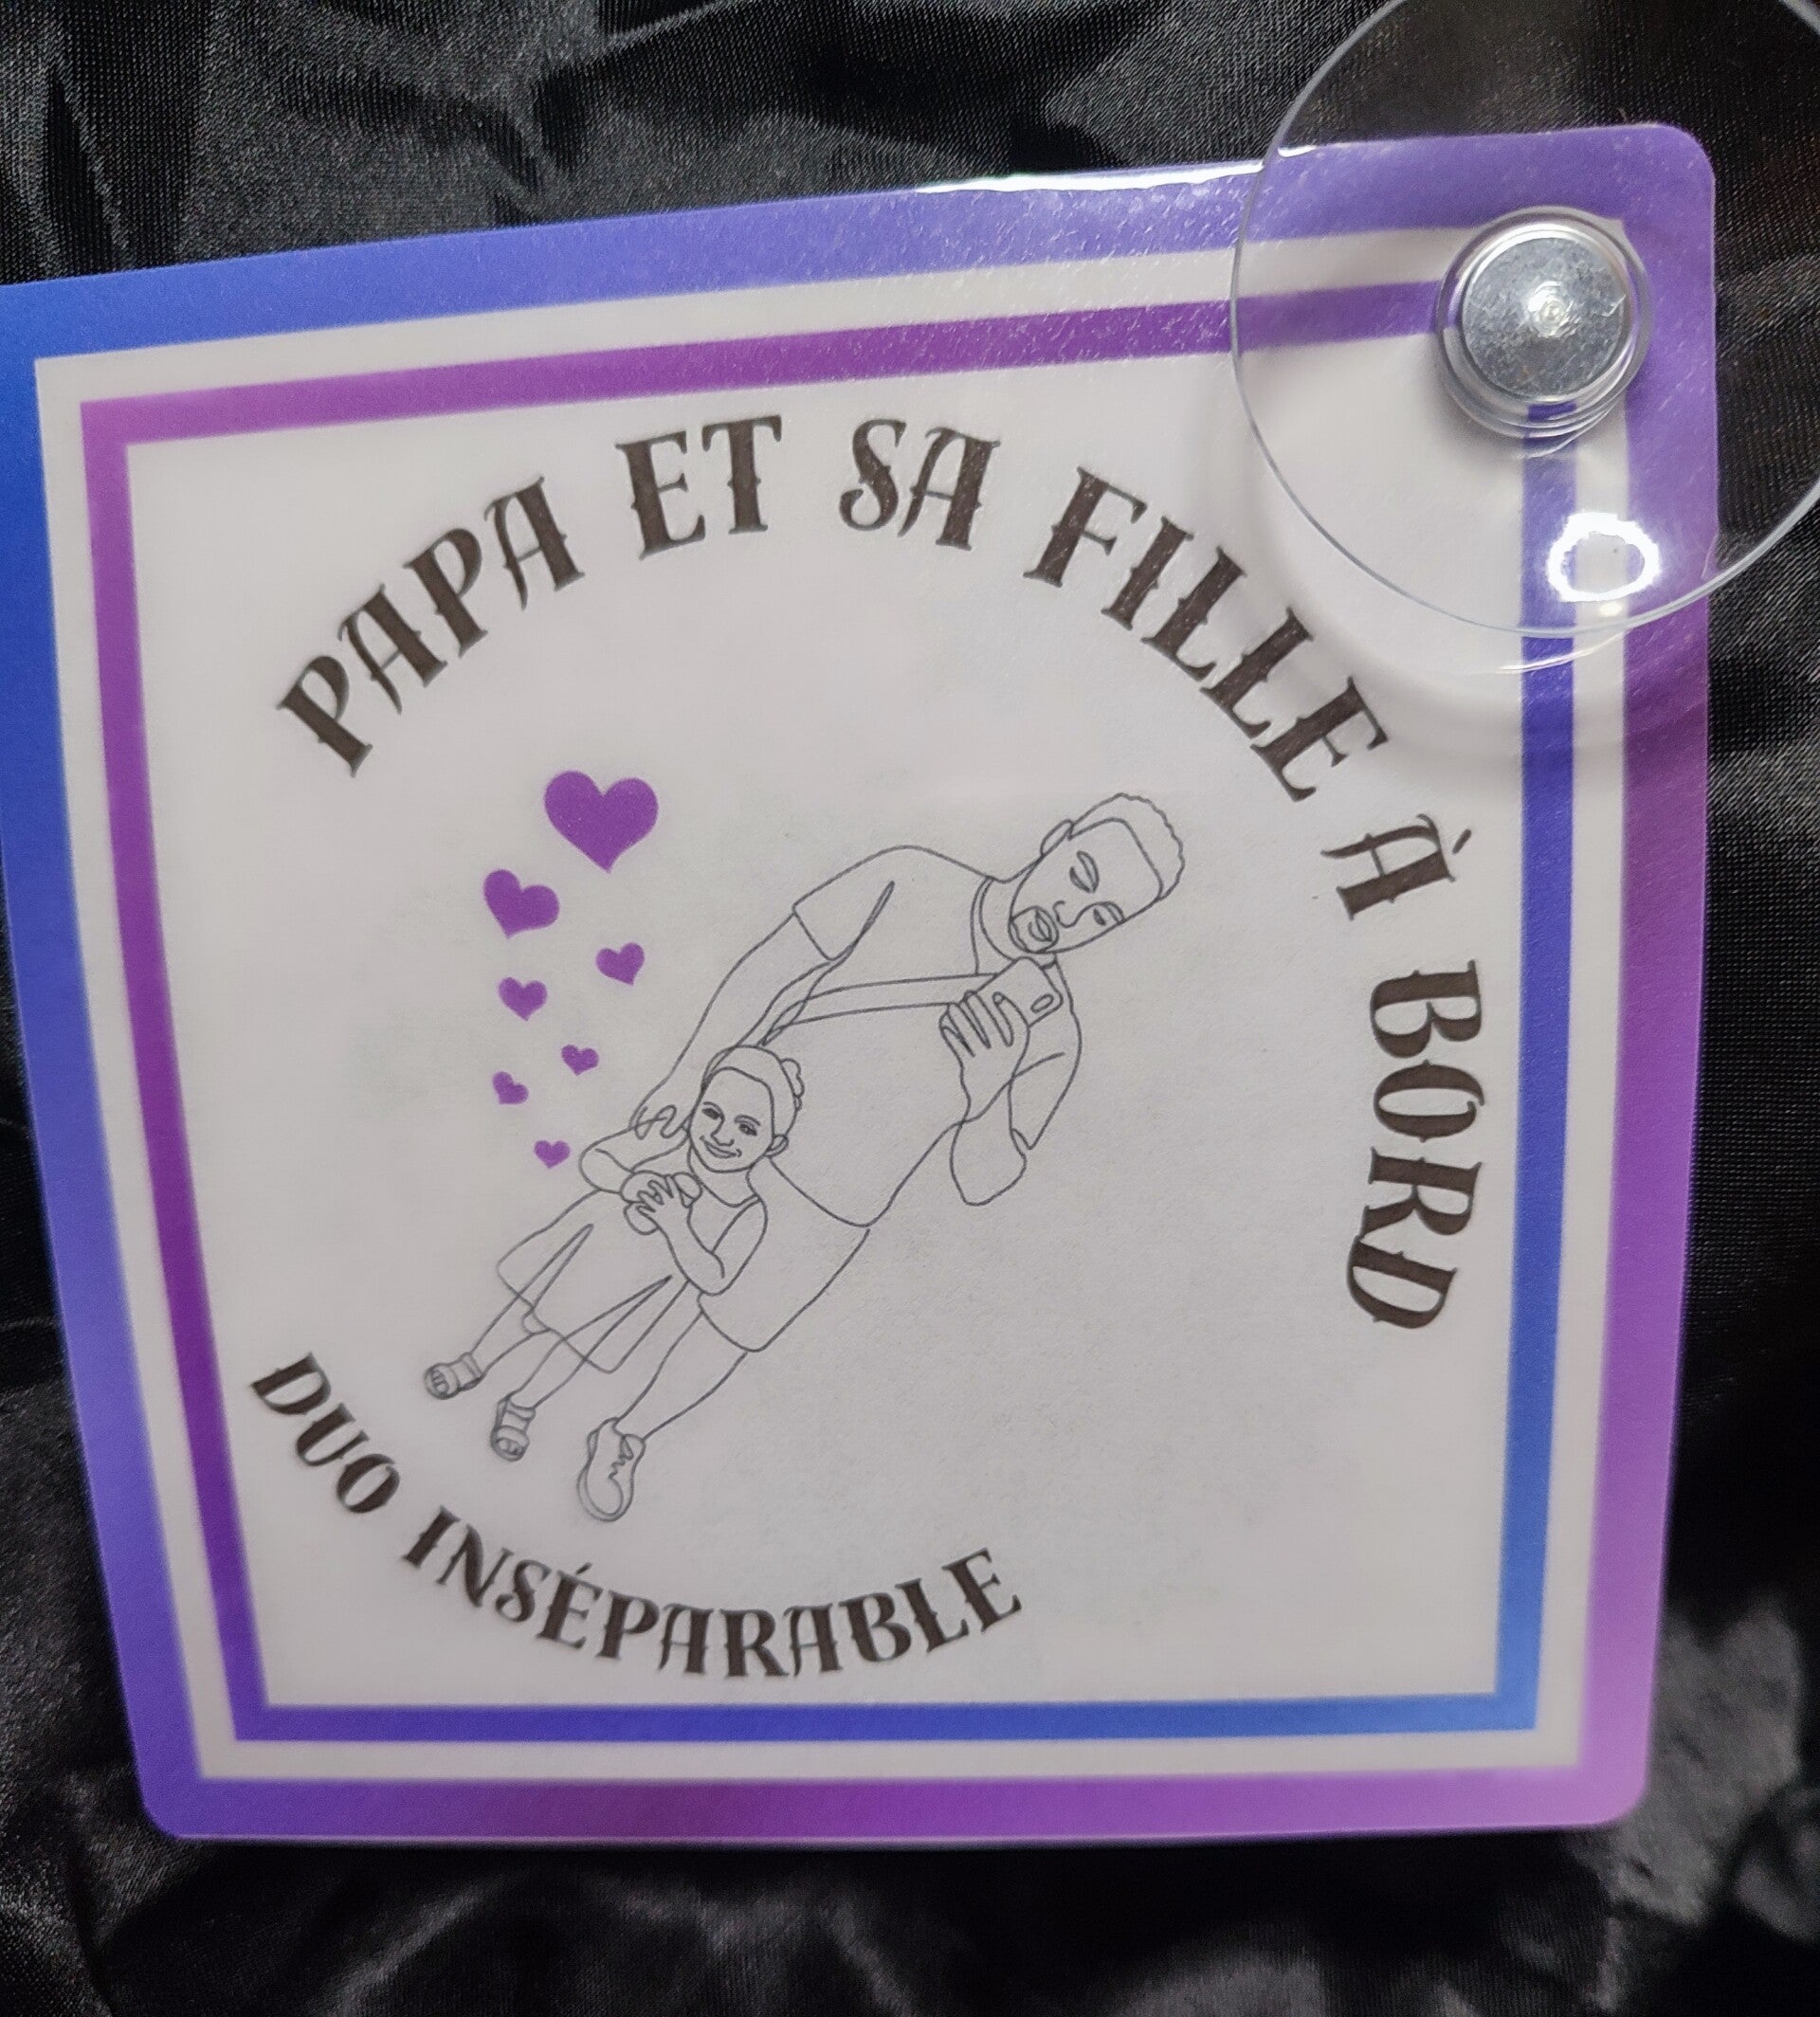 PAPA ET SA FILLE À BORD
DUO INSÉPARABLE